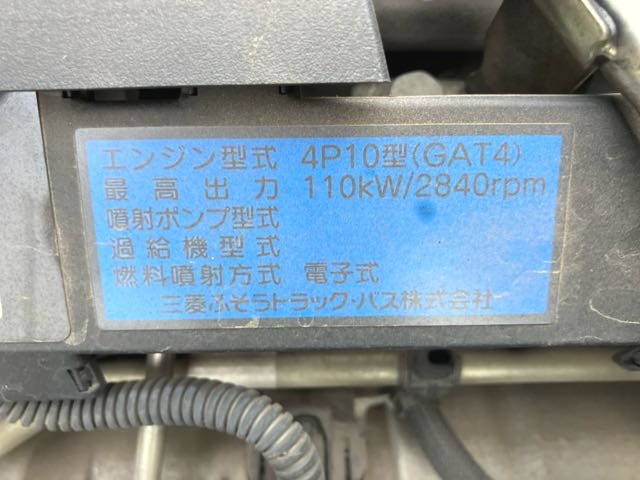 エンジン型式 4P10型(GAT4)
最高出力 110kW/2840rpm
噴射ポンプ型式
過給機型式
燃料噴射方式 電子式
三菱ふそうトラック・バス株式会社